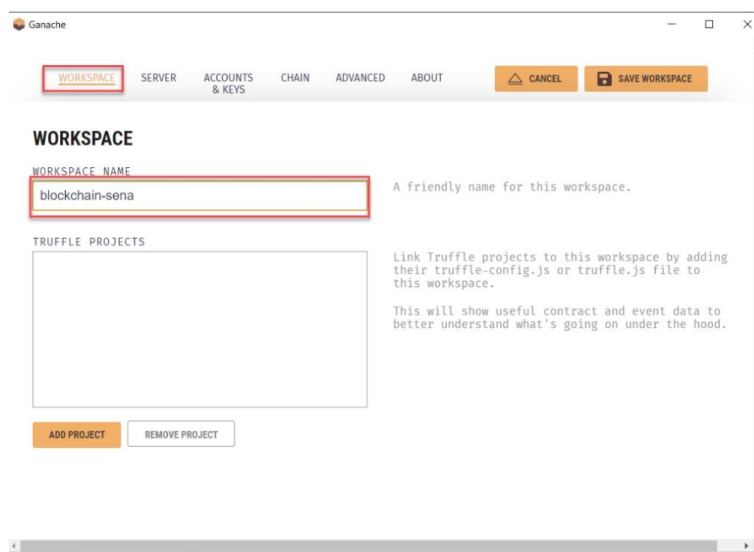 Ganache
WORKSPACE SERVER ACCOUNTS & KEYS CHAIN ADVANCED ABOUT CANCEL SAVE WORKSPACE
WORKSPACE
WORKSPACE NAME
blockchain-sena
A friendly name for this workspace.
TRUFFLE PROJECTS
Link Truffle projects to this workspace by adding
their truffle-config.js or truffle.js file to
this workspace.
This will show useful contract and event data to
better understand what's going on under the hood.
ADD PROJECT REMOVE PROJECT